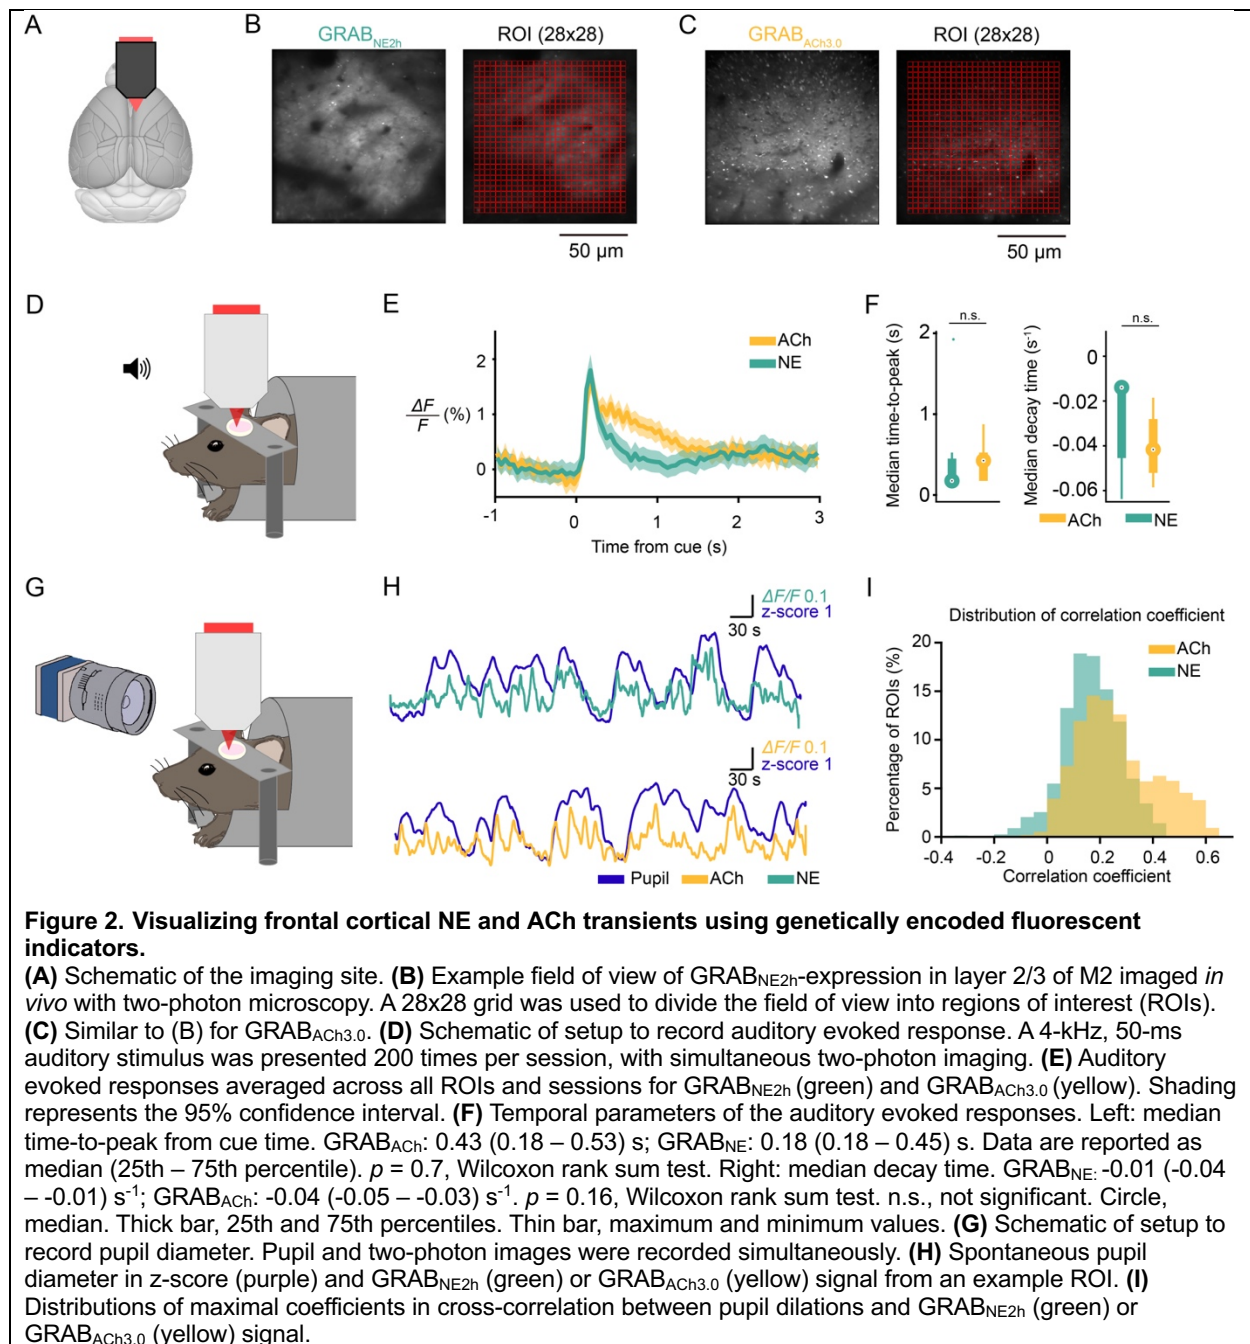 A
B
GRAB_NE2h
ROI (28x28)
C
GRAB_ACh3.0
ROI (28x28)
50 μm
50 μm
D
E
ACh
NE
ΔF/F (%)
2
1
0
-1
0
1
2
3
Time from cue (s)
F
n.s.
Median time-to-peak (s)
2
1
0
n.s.
Median decay time (s⁻¹)
0
-0.02
-0.04
-0.06
ACh
NE
G
H
ΔF/F 0.1
z-score 1
30 s
ΔF/F 0.1
z-score 1
30 s
Pupil
ACh
NE
I
Distribution of correlation coefficient
ACh
NE
Percentage of ROIs (%)
20
15
10
5
0
-0.4
-0.2
0
0.2
0.4
0.6
Correlation coefficient
Figure 2. Visualizing frontal cortical NE and ACh transients using genetically encoded fluorescent
indicators.
(A) Schematic of the imaging site. (B) Example field of view of GRAB_NE2h-expression in layer 2/3 of M2 imaged in
vivo with two-photon microscopy. A 28x28 grid was used to divide the field of view into regions of interest (ROIs).
(C) Similar to (B) for GRAB_ACh3.0. (D) Schematic of setup to record auditory evoked response. A 4-kHz, 50-ms
auditory stimulus was presented 200 times per session, with simultaneous two-photon imaging. (E) Auditory
evoked responses averaged across all ROIs and sessions for GRAB_NE2h (green) and GRAB_ACh3.0 (yellow). Shading
represents the 95% confidence interval. (F) Temporal parameters of the auditory evoked responses. Left: median
time-to-peak from cue time. GRAB_ACh: 0.43 (0.18 – 0.53) s; GRAB_NE: 0.18 (0.18 – 0.45) s. Data are reported as
median (25th – 75th percentile). p = 0.7, Wilcoxon rank sum test. Right: median decay time. GRAB_NE: -0.01 (-0.04
– -0.01) s⁻¹; GRAB_ACh: -0.04 (-0.05 – -0.03) s⁻¹. p = 0.16, Wilcoxon rank sum test. n.s., not significant. Circle,
median. Thick bar, 25th and 75th percentiles. Thin bar, maximum and minimum values. (G) Schematic of setup to
record pupil diameter. Pupil and two-photon images were recorded simultaneously. (H) Spontaneous pupil
diameter in z-score (purple) and GRAB_NE2h (green) or GRAB_ACh3.0 (yellow) signal from an example ROI. (I)
Distributions of maximal coefficients in cross-correlation between pupil dilations and GRAB_NE2h (green) or
GRAB_ACh3.0 (yellow) signal.